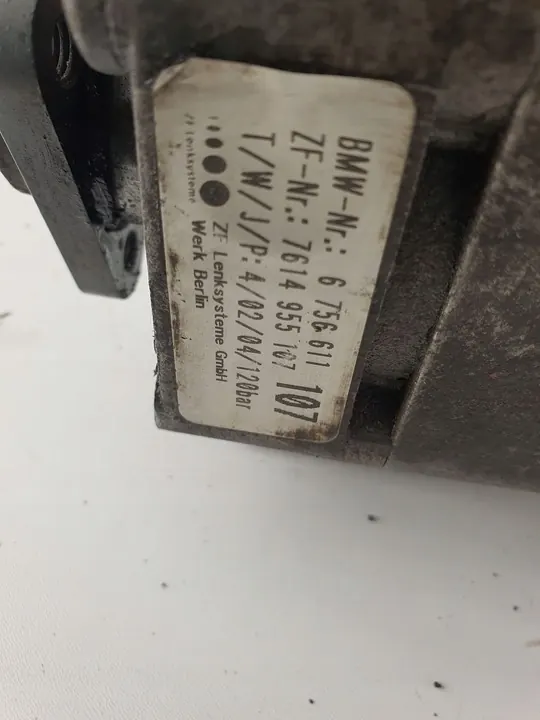 BMW-Nr.: 6 756 611
ZF-Nr.: 7614 955 107 107
T/W/J/P: 4/02/04/120bar
ZF Lenksysteme GmbH
Werk Berlin
ZF Lenksysteme